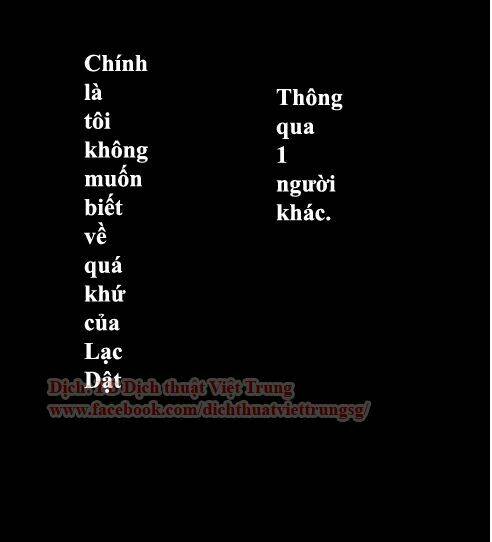 Chính
là
tôi
không
muốn
biết
về
quá
khứ
của
Lạc
Dật
Thông
qua
1
người
khác.
Dịch: Dịch thuật Việt Trung
www.facebook.com/dichthuatviettrungsg/